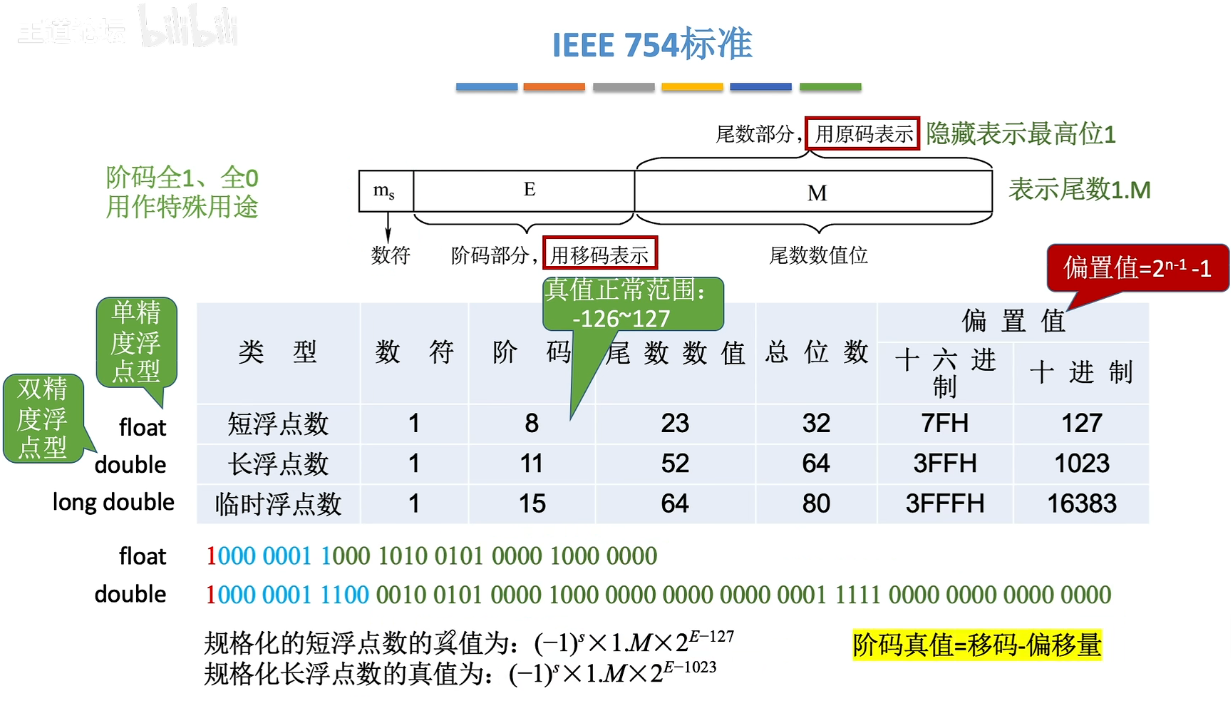 王道论坛 bilibili
IEEE 754标准
尾数部分，用原码表示 隐藏表示最高位1
阶码全1、全0
用作特殊用途
mₛ E M
表示尾数1.M
数符 阶码部分，用移码表示 尾数数值位
偏置值=2ⁿ⁻¹ -1
真值正常范围：
-126~127
单精
度浮
点型
双精
度浮
点型
类 型 数 符 阶 码 尾 数 数 值 总 位 数 偏 置 值
十 六 进 制 十 进 制
float 短浮点数 1 8 23 32 7FH 127
double 长浮点数 1 11 52 64 3FFH 1023
long double 临时浮点数 1 15 64 80 3FFFH 16383
float 1000 0001 1000 1010 0101 0000 1000 0000
double 1000 0001 1100 0010 0101 0000 1000 0000 0000 0000 0001 1111 0000 0000 0000 0000
规格化的短浮点数的真值为：(−1)ˢ×1.M×2^{E−127}
规格化长浮点数的真值为：(−1)ˢ×1.M×2^{E−1023}
阶码真值=移码-偏移量